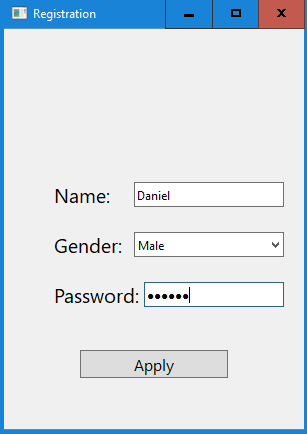 Registration
Name: Daniel
Gender: Male
Password: ●●●●●●
Apply